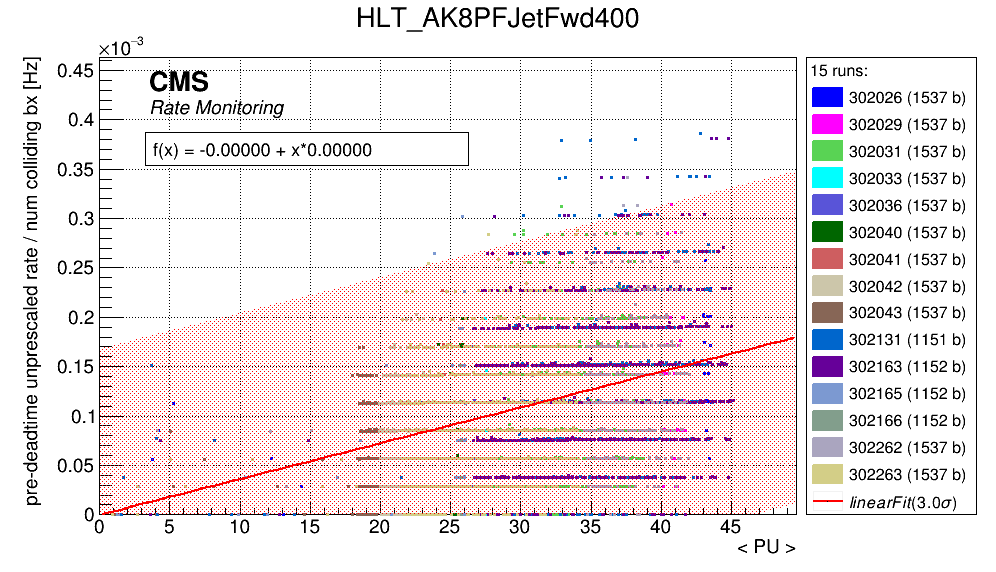 HLT_AK8PFJetFwd400
×10⁻³
CMS
Rate Monitoring
f(x) = -0.00000 + x*0.00000
pre-deadtime unprescaled rate / num colliding bx [Hz]
0.45
0.4
0.35
0.3
0.25
0.2
0.15
0.1
0.05
0
0 5 10 15 20 25 30 35 40 45
< PU >
15 runs:
302026 (1537 b)
302029 (1537 b)
302031 (1537 b)
302033 (1537 b)
302036 (1537 b)
302040 (1537 b)
302041 (1537 b)
302042 (1537 b)
302043 (1537 b)
302131 (1151 b)
302163 (1152 b)
302165 (1152 b)
302166 (1152 b)
302262 (1537 b)
302263 (1537 b)
linearFit(3.0σ)